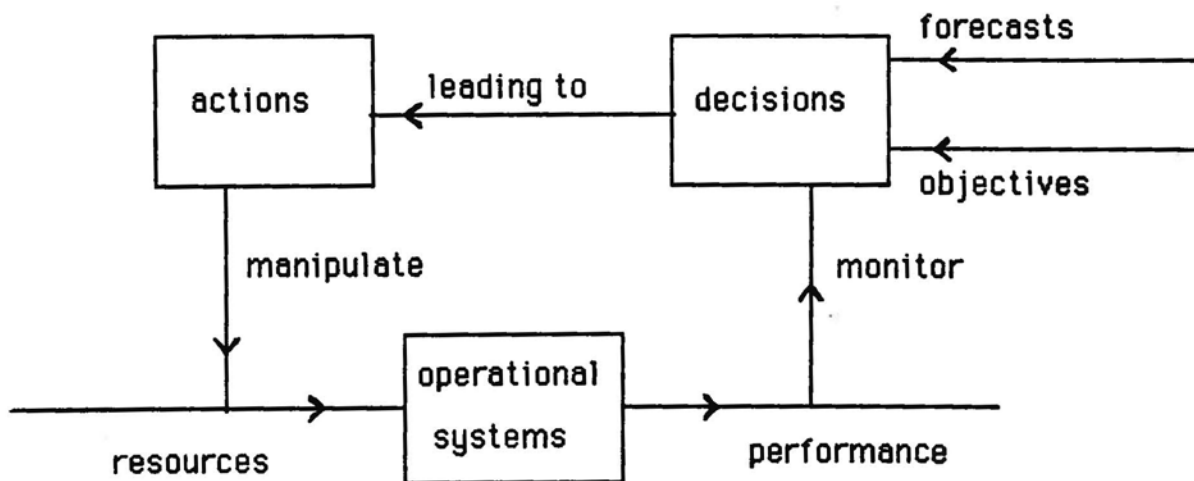 forecasts
actions
leading to
decisions
objectives
manipulate
monitor
operational
systems
resources
performance